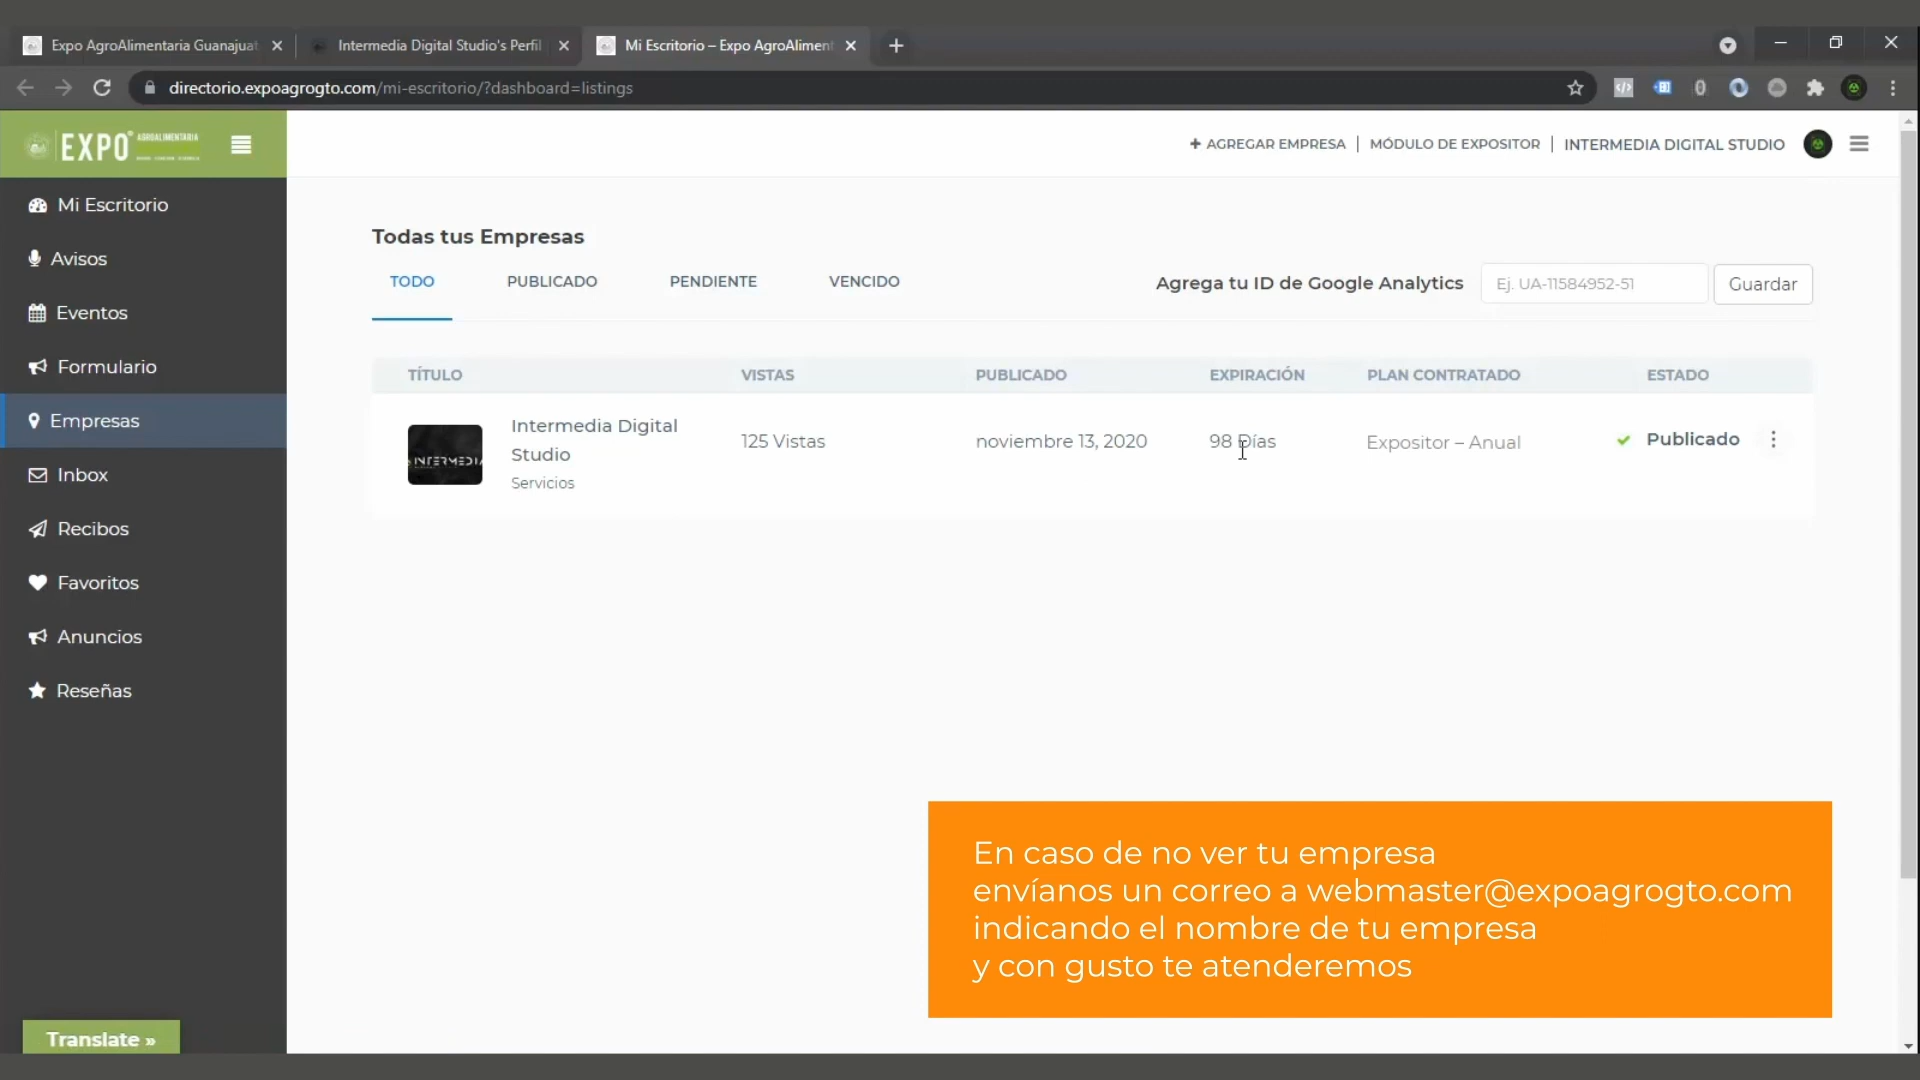 Expo AgroAlimentaria Guanajuat
Intermedia Digital Studio's Perfil
Mi Escritorio – Expo AgroAliment
directorio.expoagrogto.com/mi-escritorio/?dashboard=listings
EXPO AGROALIMENTARIA
+ AGREGAR EMPRESA | MÓDULO DE EXPOSITOR | INTERMEDIA DIGITAL STUDIO
Mi Escritorio
Avisos
Eventos
Formulario
Empresas
Inbox
Recibos
Favoritos
Anuncios
Reseñas
Translate »
Todas tus Empresas
TODO PUBLICADO PENDIENTE VENCIDO
Agrega tu ID de Google Analytics Ej. UA-11584952-51 Guardar
TÍTULO VISTAS PUBLICADO EXPIRACIÓN PLAN CONTRATADO ESTADO
INTERMEDIA
Intermedia Digital
Studio
Servicios
125 Vistas noviembre 13, 2020 98 Días Expositor – Anual Publicado
En caso de no ver tu empresa
envíanos un correo a webmaster@expoagrogto.com
indicando el nombre de tu empresa
y con gusto te atenderemos